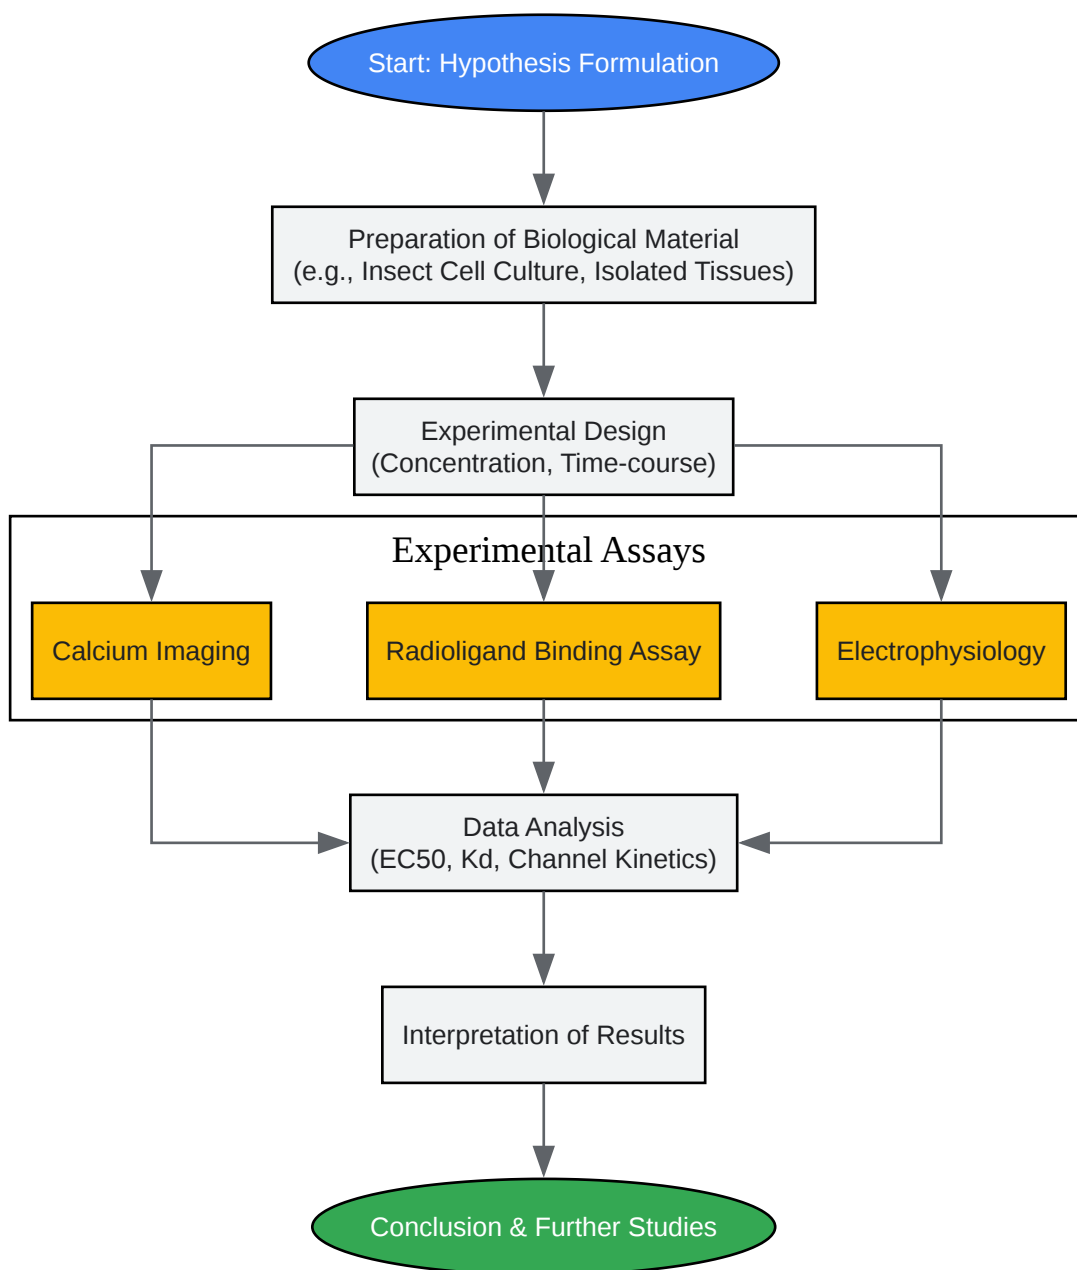 Start: Hypothesis Formulation
Preparation of Biological Material
(e.g., Insect Cell Culture, Isolated Tissues)
Experimental Design
(Concentration, Time-course)
Experimental Assays
Calcium Imaging
Radioligand Binding Assay
Electrophysiology
Data Analysis
(EC50, Kd, Channel Kinetics)
Interpretation of Results
Conclusion & Further Studies